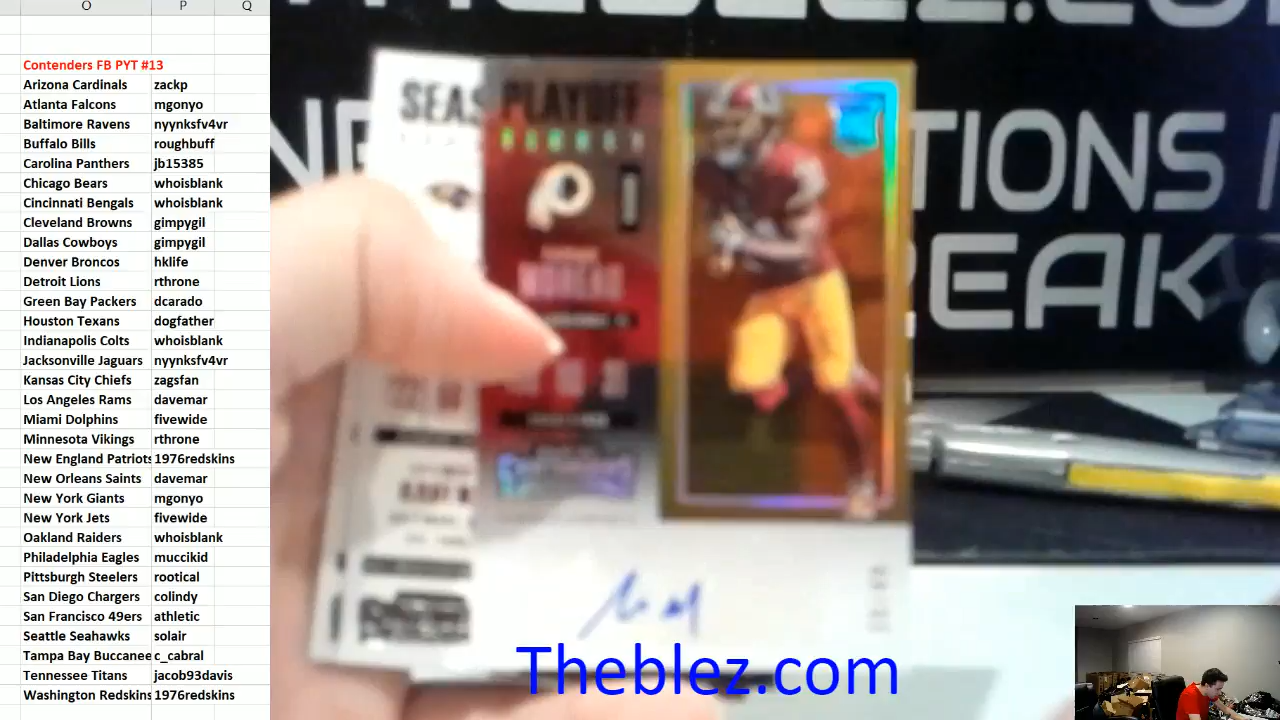 O P Q
Contenders FB PYT #13
Arizona Cardinals zackp
Atlanta Falcons mgonyo
Baltimore Ravens nyynksfv4vr
Buffalo Bills roughbuff
Carolina Panthers jb15385
Chicago Bears whoisblank
Cincinnati Bengals whoisblank
Cleveland Browns gimpygil
Dallas Cowboys gimpygil
Denver Broncos hklife
Detroit Lions rthrone
Green Bay Packers dcarado
Houston Texans dogfather
Indianapolis Colts whoisblank
Jacksonville Jaguars nyynksfv4vr
Kansas City Chiefs zagsfan
Los Angeles Rams davemar
Miami Dolphins fivewide
Minnesota Vikings rthrone
New England Patriots 1976redskins
New Orleans Saints davemar
New York Giants mgonyo
New York Jets fivewide
Oakland Raiders whoisblank
Philadelphia Eagles muccikid
Pittsburgh Steelers rootical
San Diego Chargers colindy
San Francisco 49ers athletic
Seattle Seahawks solair
Tampa Bay Buccanee c_cabral
Tennessee Titans jacob93davis
Washington Redskins 1976redskins
SEAS
PLAYOFF
TIONS
REAK
Theblez.com